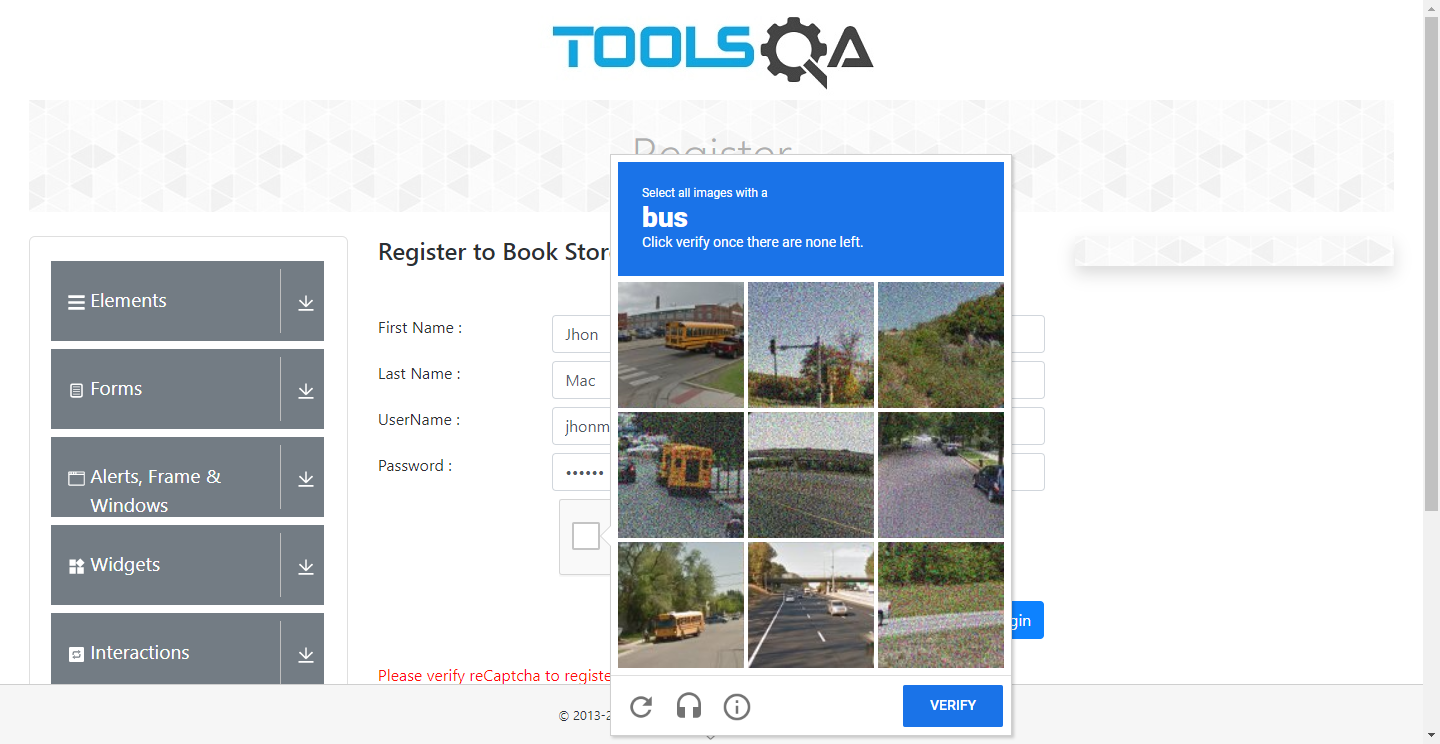 TOOLSQA
Register
Register to Book Stor
Elements
Forms
Alerts, Frame &
Windows
Widgets
Interactions
First Name :
Jhon
Last Name :
Mac
UserName :
jhonm
Password :
••••••
Select all images with a
bus
Click verify once there are none left.
VERIFY
gin
Please verify reCaptcha to registe
© 2013-2